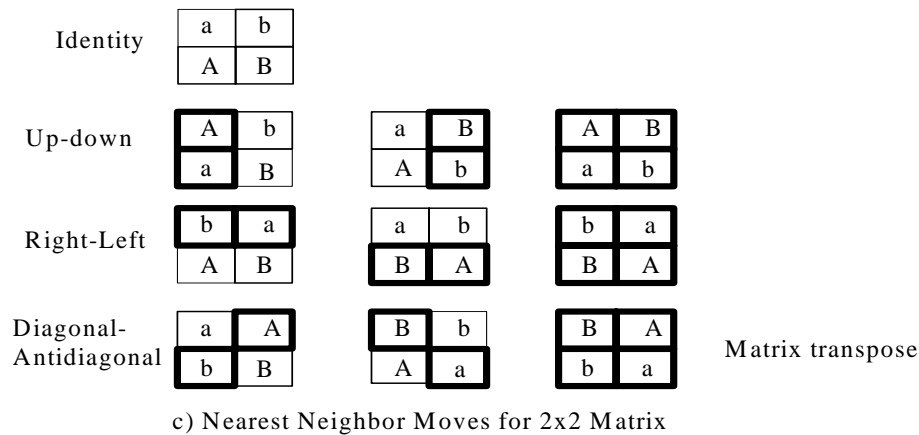 Identity
a b
A B
Up-down
A b a B A B
a B A b a b
Right-Left
b a a b b a
A B B A B A
Diagonal-
Antidiagonal
a A B b B A
b B A a b a
Matrix transpose
c) Nearest Neighbor Moves for 2x2 Matrix